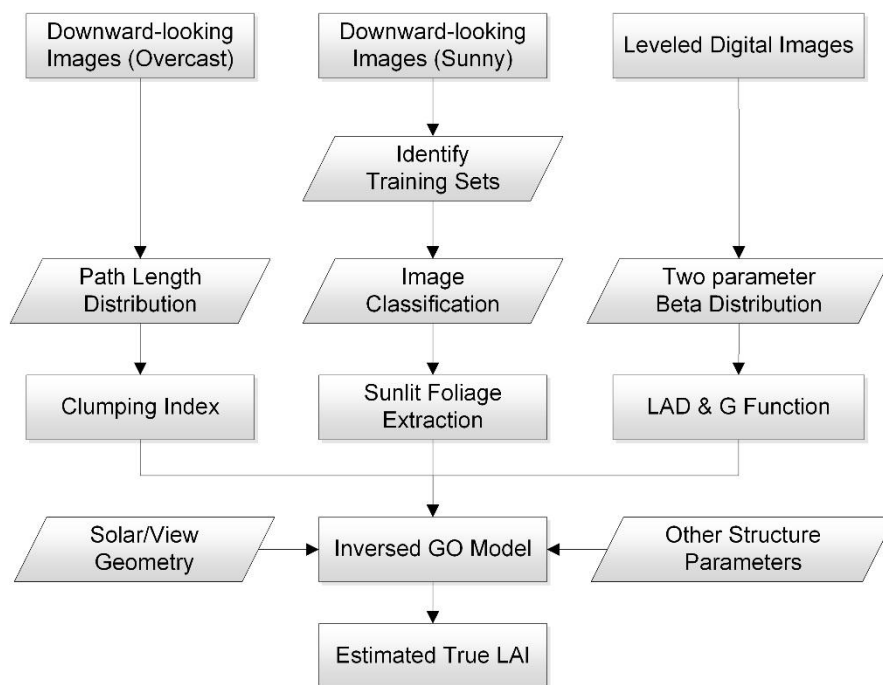 Downward-looking
Images (Overcast)
Downward-looking
Images (Sunny)
Leveled Digital Images
Identify
Training Sets
Path Length
Distribution
Image
Classification
Two parameter
Beta Distribution
Clumping Index
Sunlit Foliage
Extraction
LAD & G Function
Solar/View
Geometry
Inversed GO Model
Other Structure
Parameters
Estimated True LAI